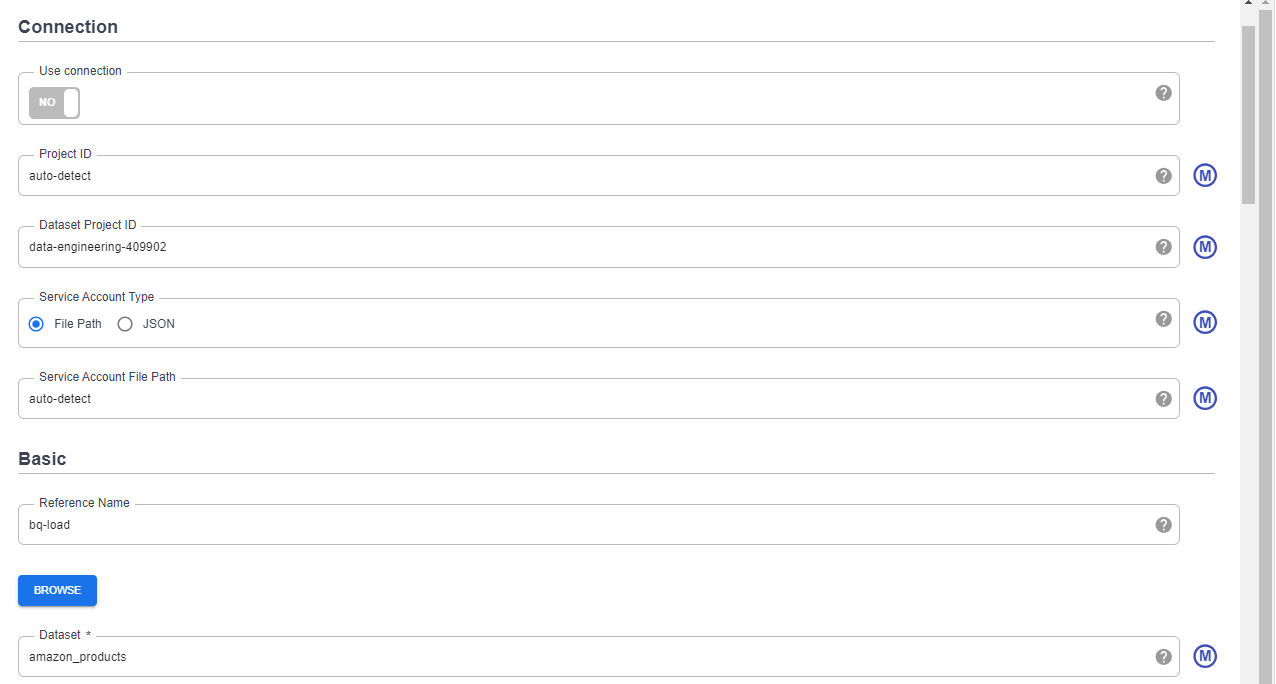 Connection
Use connection
NO
?
Project ID
auto-detect
?
M
Dataset Project ID
data-engineering-409902
?
M
Service Account Type
File Path JSON
?
M
Service Account File Path
auto-detect
?
M
Basic
Reference Name
bq-load
?
BROWSE
Dataset *
amazon_products
?
M